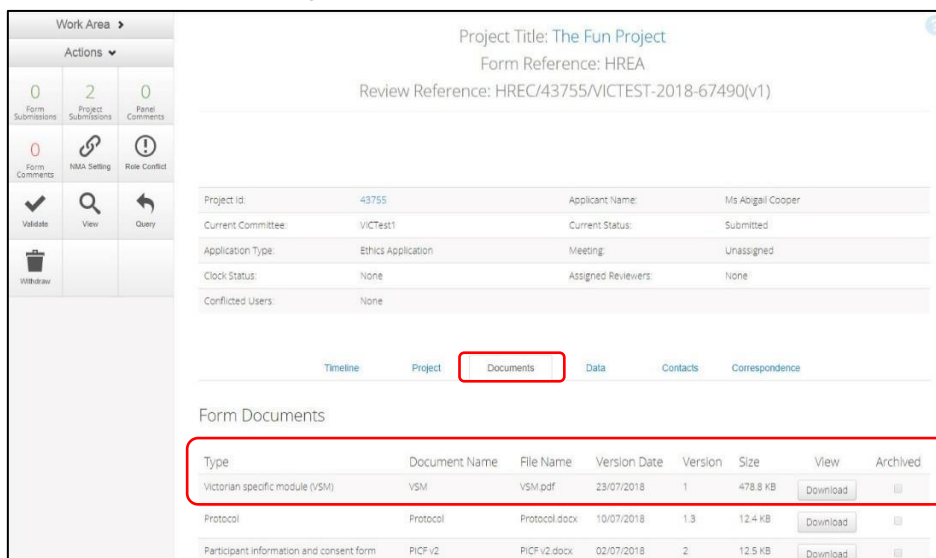 Work Area >
Actions
0 2 0
Form Submissions Project Submissions Panel Comments
0
Form Comments NMA Setting Role Conflict
Validate View Query
Withdraw
Project Title: The Fun Project
Form Reference: HREA
Review Reference: HREC/43755/VICTEST-2018-67490(v1)
Project Id: 43755 Applicant Name: Ms Abigail Cooper
Current Committee: VICTest1 Current Status: Submitted
Application Type: Ethics Application Meeting: Unassigned
Clock Status: None Assigned Reviewers: None
Conflicted Users: None
Timeline Project Documents Data Contacts Correspondence
Form Documents
Type Document Name File Name Version Date Version Size View Archived
Victorian specific module (VSM) VSM VSM.pdf 23/07/2018 1 478.8 KB Download
Protocol Protocol Protocol.docx 10/07/2018 1.3 12.4 KB Download
Participant information and consent form PICF v2 PICF v2.docx 02/07/2018 2 12.5 KB Download